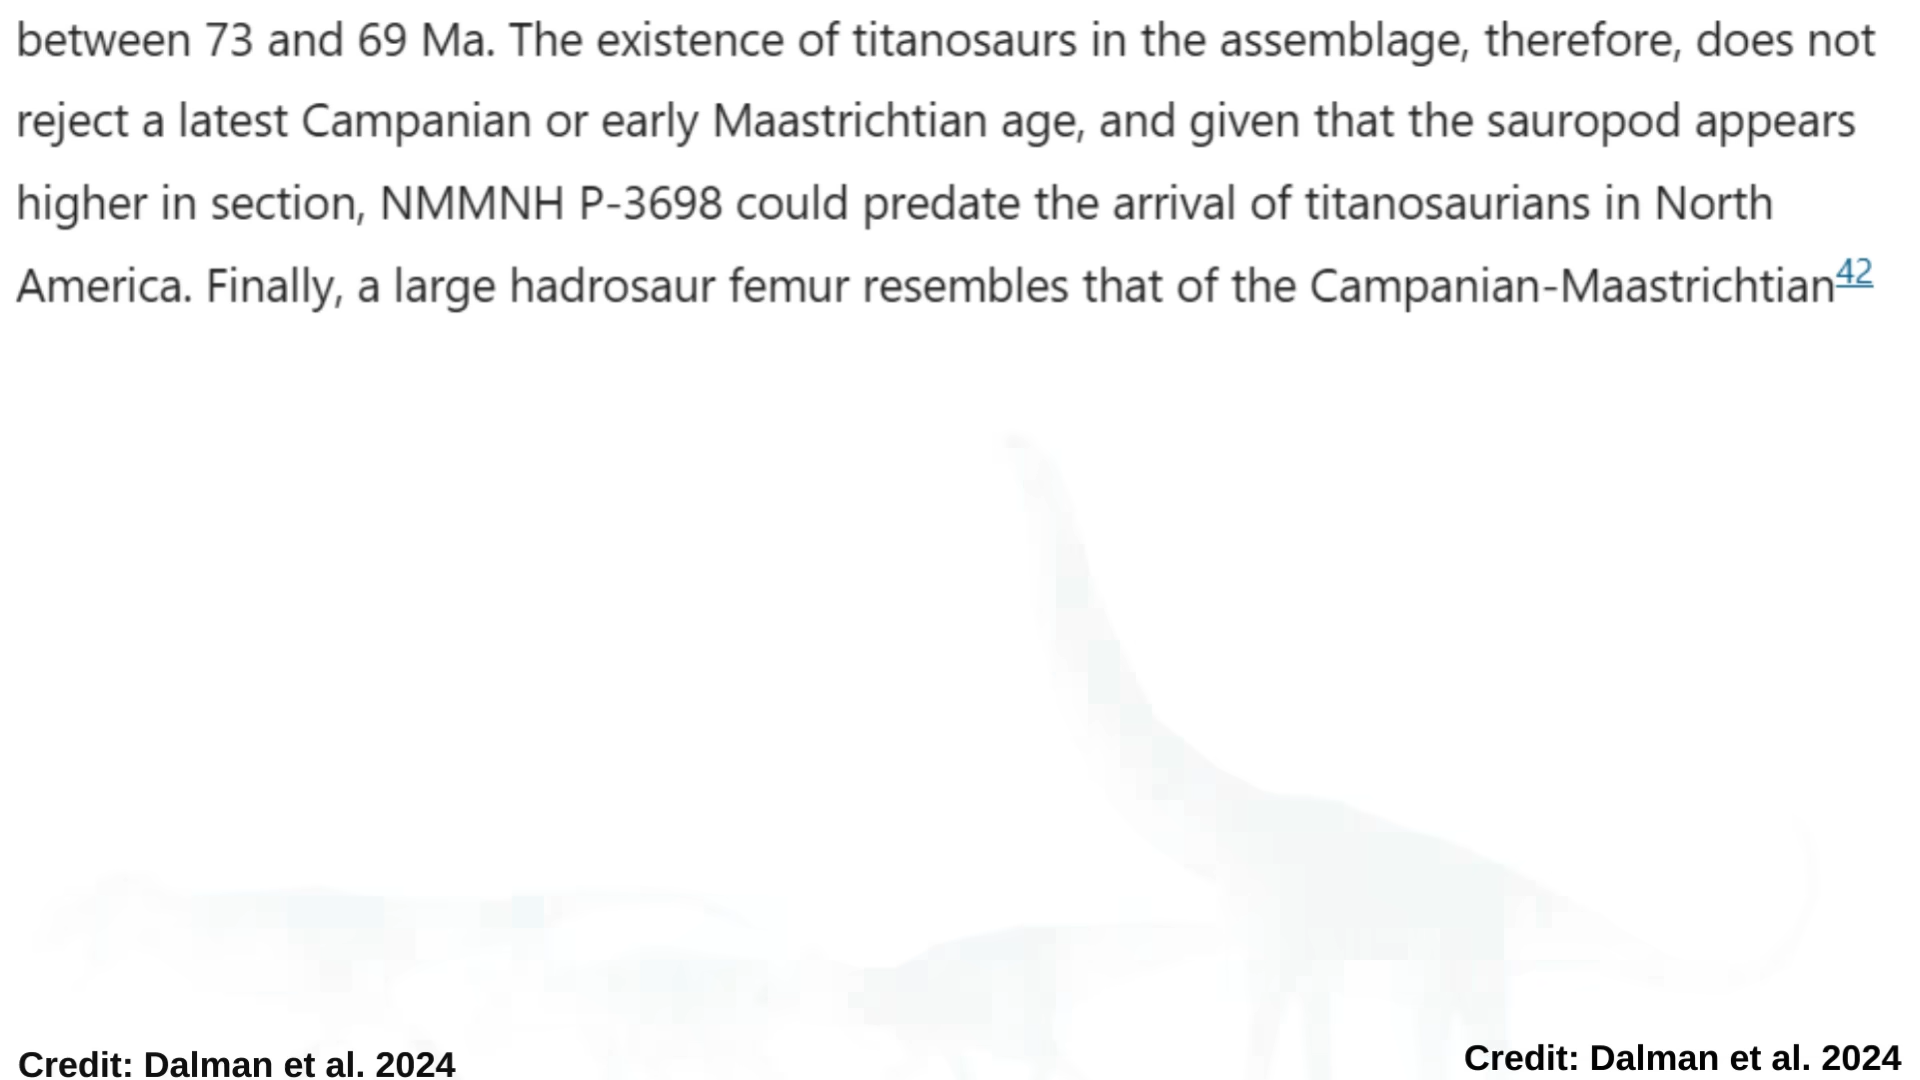 between 73 and 69 Ma. The existence of titanosaurs in the assemblage, therefore, does not
reject a latest Campanian or early Maastrichtian age, and given that the sauropod appears
higher in section, NMMNH P-3698 could predate the arrival of titanosaurians in North
America. Finally, a large hadrosaur femur resembles that of the Campanian-Maastrichtian42
Credit: Dalman et al. 2024
Credit: Dalman et al. 2024